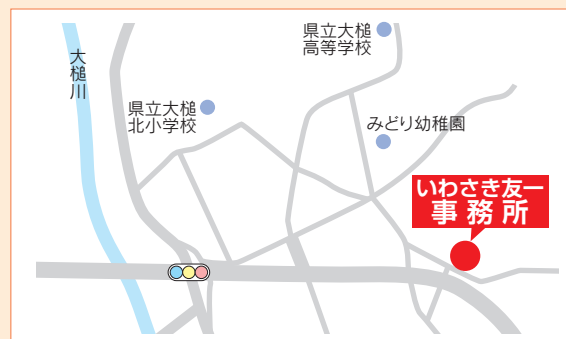 県立大槌
高等学校
大槌川
県立大槌
北小学校
みどり幼稚園
いわさき友一
事務所